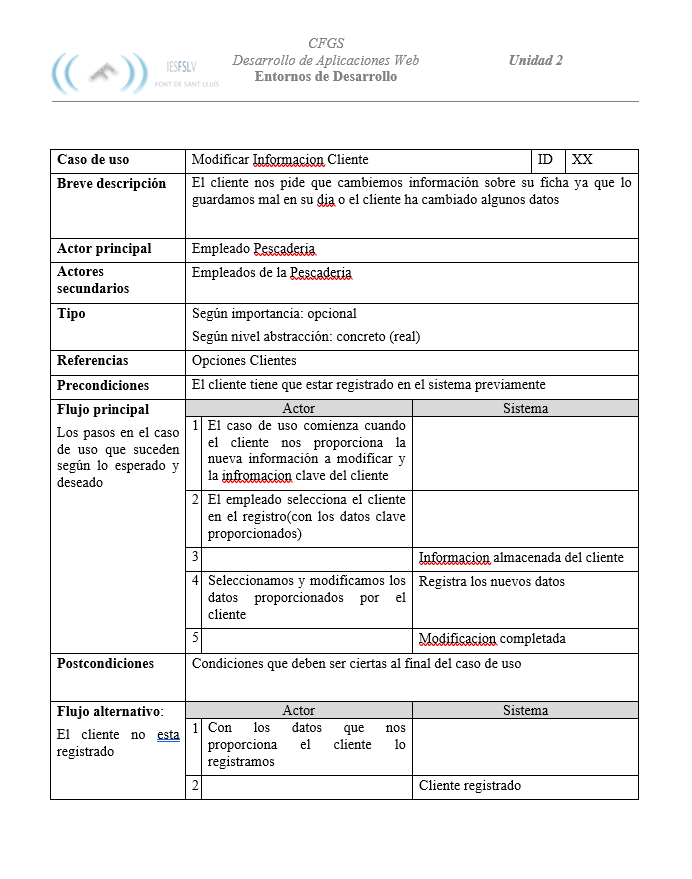 CFGS
Desarrollo de Aplicaciones Web
Unidad 2
Entornos de Desarrollo
IESFSLV
FONT DE SANT LLUÍS
Caso de uso
Modificar Informacion Cliente
ID
XX
Breve descripción
El cliente nos pide que cambiemos información sobre su ficha ya que lo
guardamos mal en su dia o el cliente ha cambiado algunos datos
Actor principal
Empleado Pescaderia
Actores
secundarios
Empleados de la Pescaderia
Tipo
Según importancia: opcional
Según nivel abstracción: concreto (real)
Referencias
Opciones Clientes
Precondiciones
El cliente tiene que estar registrado en el sistema previamente
Flujo principal
Los pasos en el caso
de uso que suceden
según lo esperado y
deseado
Actor
Sistema
1
El caso de uso comienza cuando
el cliente nos proporciona la
nueva información a modificar y
la infromacion clave del cliente
2
El empleado selecciona el cliente
en el registro(con los datos clave
proporcionados)
3
Informacion almacenada del cliente
4
Seleccionamos y modificamos los
datos proporcionados por el
cliente
Registra los nuevos datos
5
Modificacion completada
Postcondiciones
Condiciones que deben ser ciertas al final del caso de uso
Flujo alternativo:
El cliente no esta
registrado
Actor
Sistema
1
Con los datos que nos
proporciona el cliente lo
registramos
2
Cliente registrado